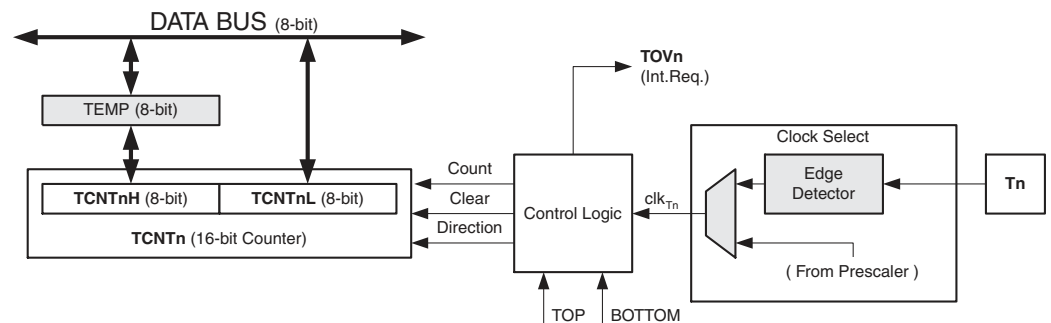 DATA BUS (8-bit)
TEMP (8-bit)
TCNTnH (8-bit)
TCNTnL (8-bit)
TCNTn (16-bit Counter)
Count
Clear
Direction
TOVn
(Int.Req.)
Control Logic
TOP
BOTTOM
clkTn
Clock Select
Edge
Detector
( From Prescaler )
Tn